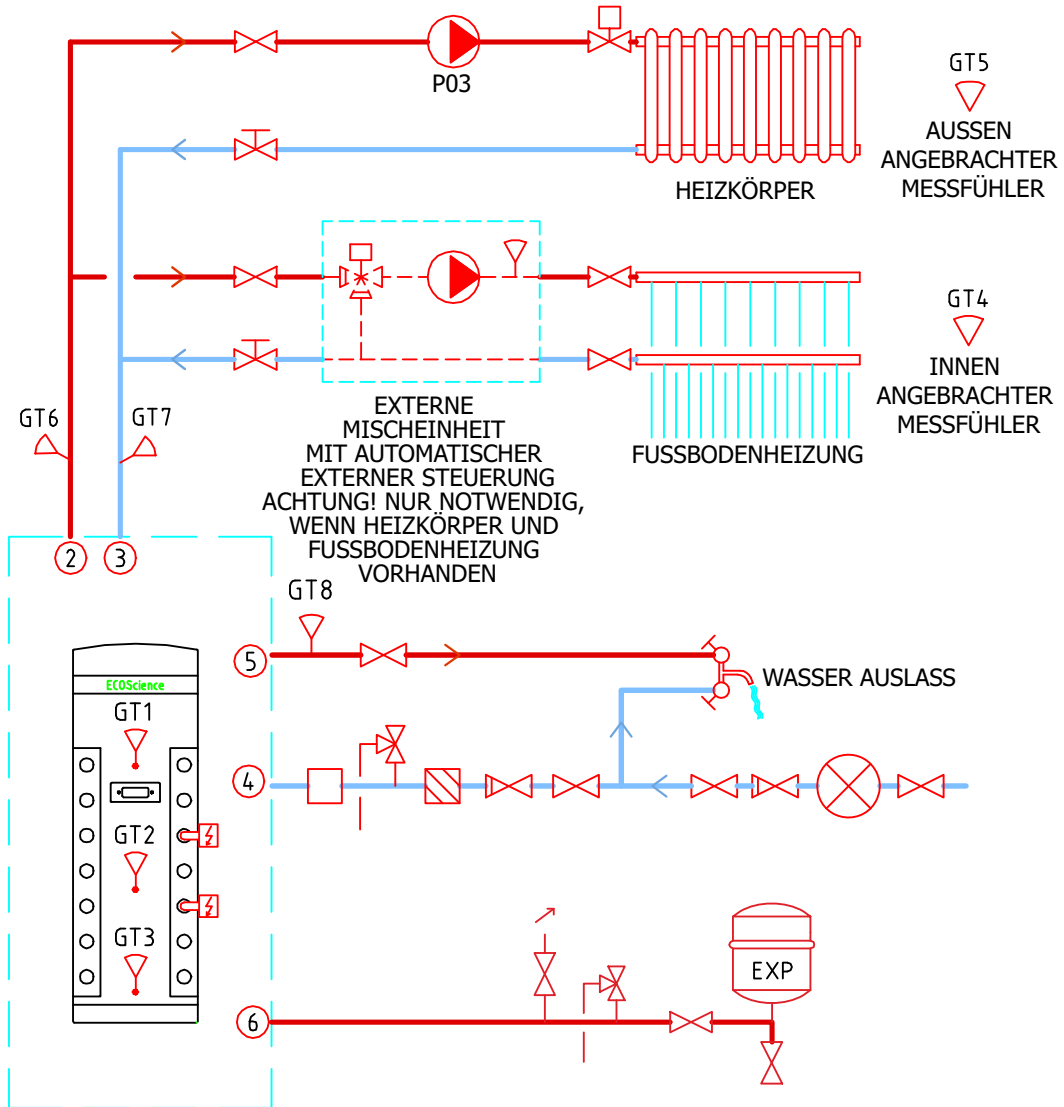 P03
GT5
AUSSEN
ANGEBRACHTER
MESSFÜHLER
HEIZKÖRPER
GT4
INNEN
ANGEBRACHTER
MESSFÜHLER
GT6
GT7
EXTERNE
MISCHEINHEIT
MIT AUTOMATISCHER
EXTERNER STEUERUNG
ACHTUNG! NUR NOTWENDIG,
WENN HEIZKÖRPER UND
FUSSBODENHEIZUNG
VORHANDEN
FUSSBODENHEIZUNG
2
3
GT8
5
WASSER AUSLASS
ECOScience
GT1
4
GT2
GT3
EXP
6